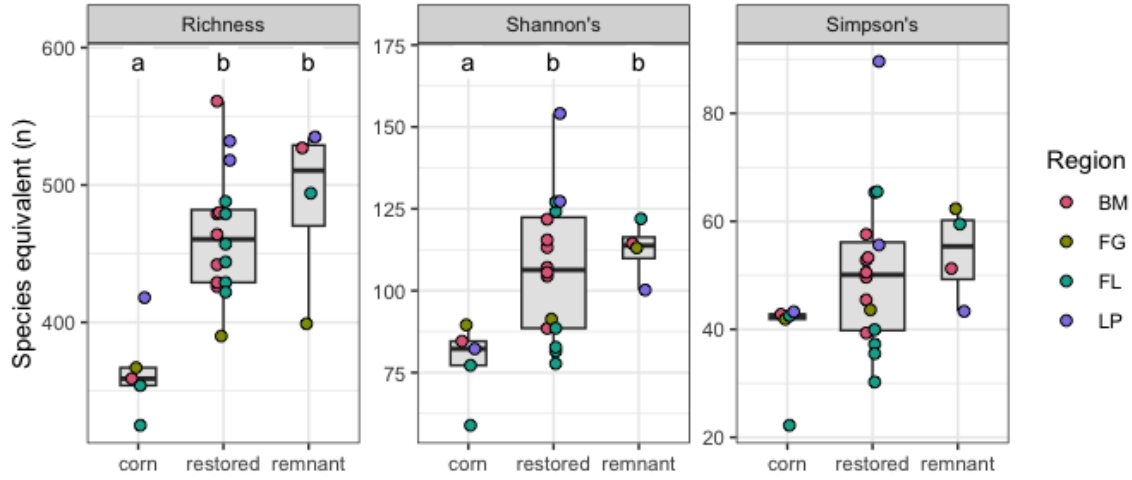 Richness
Shannon's
Simpson's
Species equivalent (n)
600
500
400
a b b
corn restored remnant
175
150
125
100
75
a b b
corn restored remnant
80
60
40
20
corn restored remnant
Region
BM
FG
FL
LP